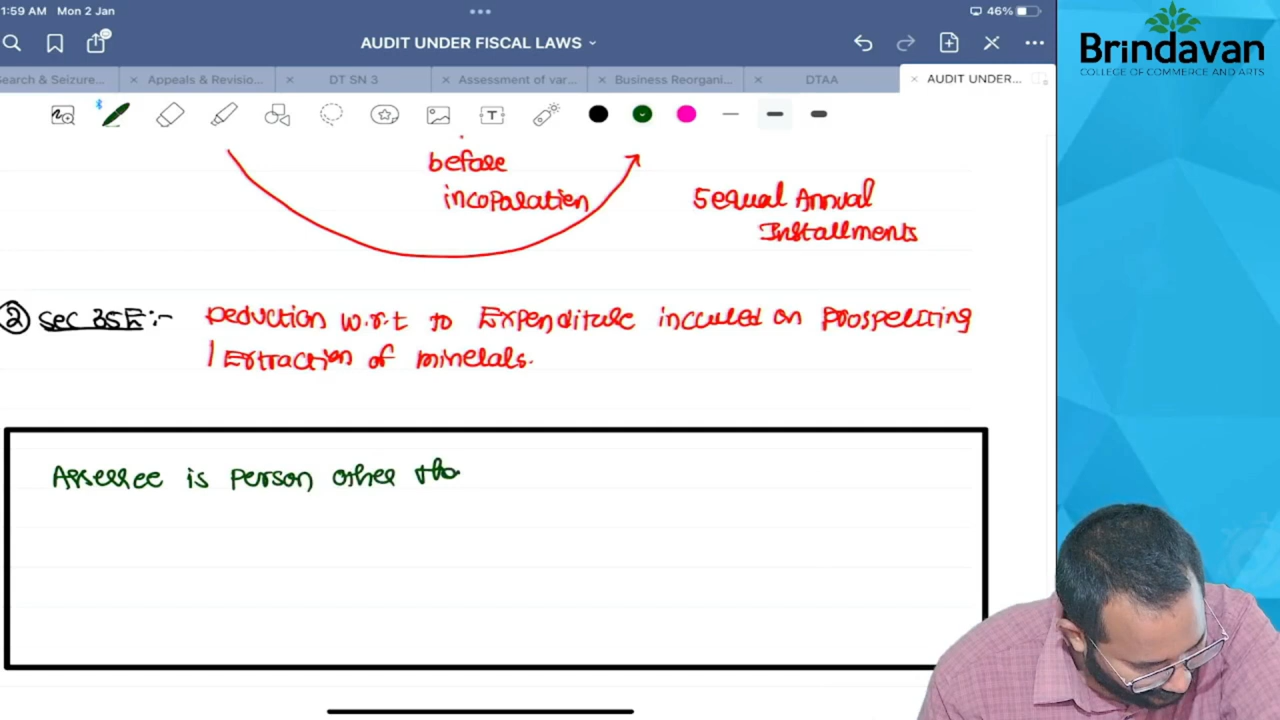 1:59 AM Mon 2 Jan
46%
AUDIT UNDER FISCAL LAWS
Brindavan
COLLEGE OF COMMERCE AND ARTS
earch & Seizure... Appeals & Revisio... DT SN 3 Assessment of var... Business Reorgani... DTAA AUDIT UNDER...
T
before
incoparation
5 equal Annual
Installments
② Sec 35E:- Deduction w.r.t to Expenditure incurred on Prospecting
/ Extraction of minerals.
Assessee is person other tha